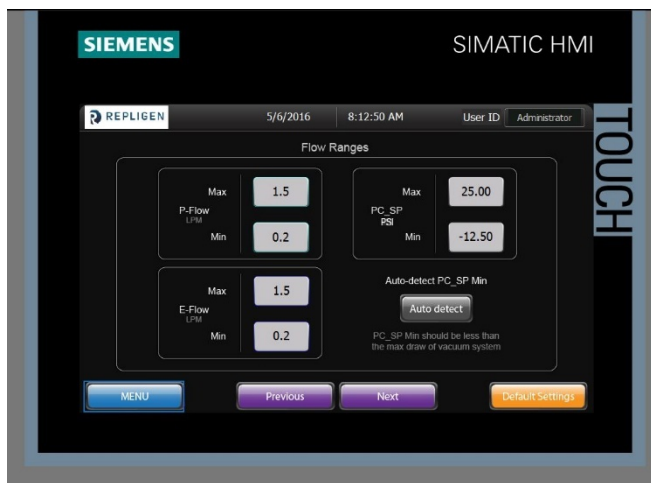 SIEMENS
SIMATIC HMI
TOUCH
REPLIGEN
5/6/2016
8:12:50 AM
User ID
Administrator
Flow Ranges
P-Flow
LPM
Max
1.5
Min
0.2
PC_SP
PSI
Max
25.00
Min
-12.50
E-Flow
LPM
Max
1.5
Min
0.2
Auto-detect PC_SP Min
Auto detect
PC_SP Min should be less than
the max draw of vacuum system
MENU
Previous
Next
Default Settings